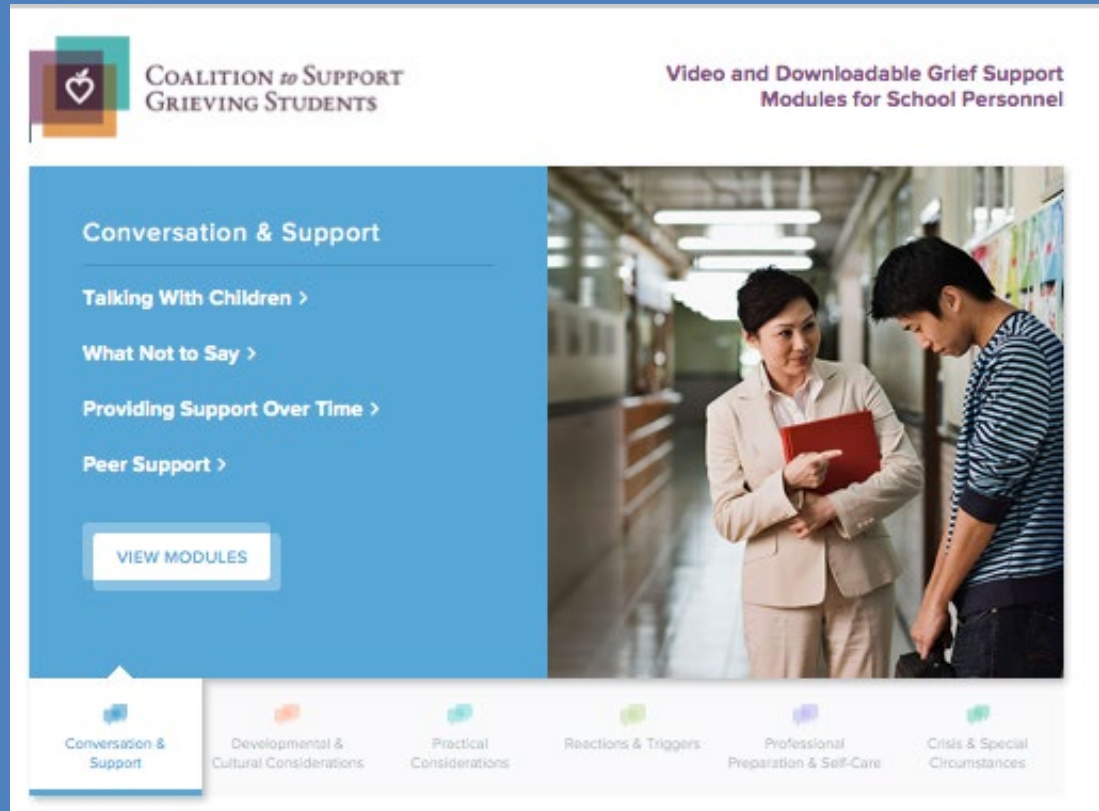 COALITION to SUPPORT
GRIEVING STUDENTS
Video and Downloadable Grief Support
Modules for School Personnel
Conversation & Support
Talking With Children >
What Not to Say >
Providing Support Over Time >
Peer Support >
VIEW MODULES
Conversation &
Support
Developmental &
Cultural Considerations
Practical
Considerations
Reactions & Triggers
Professional
Preparation & Self-Care
Crisis & Special
Circumstances